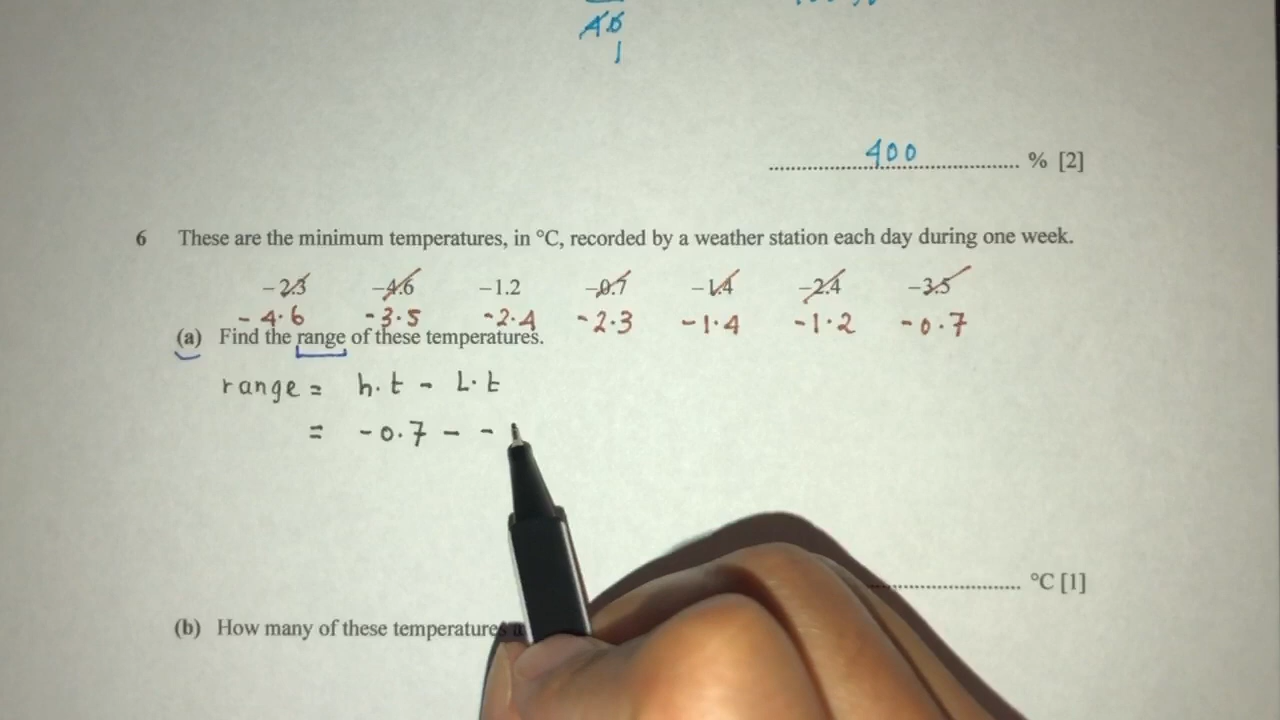 1
400
% [2]
6 These are the minimum temperatures, in °C, recorded by a weather station each day during one week.
–2.3 –4.6 –1.2 –0.7 –1.4 –2.4 –3.5
-4.6 -3.5 -2.4 -2.3 -1.4 -1.2 -0.7
(a) Find the range of these temperatures.
range = h.t - L.t
= -0.7 - -
°C [1]
(b) How many of these temperatures